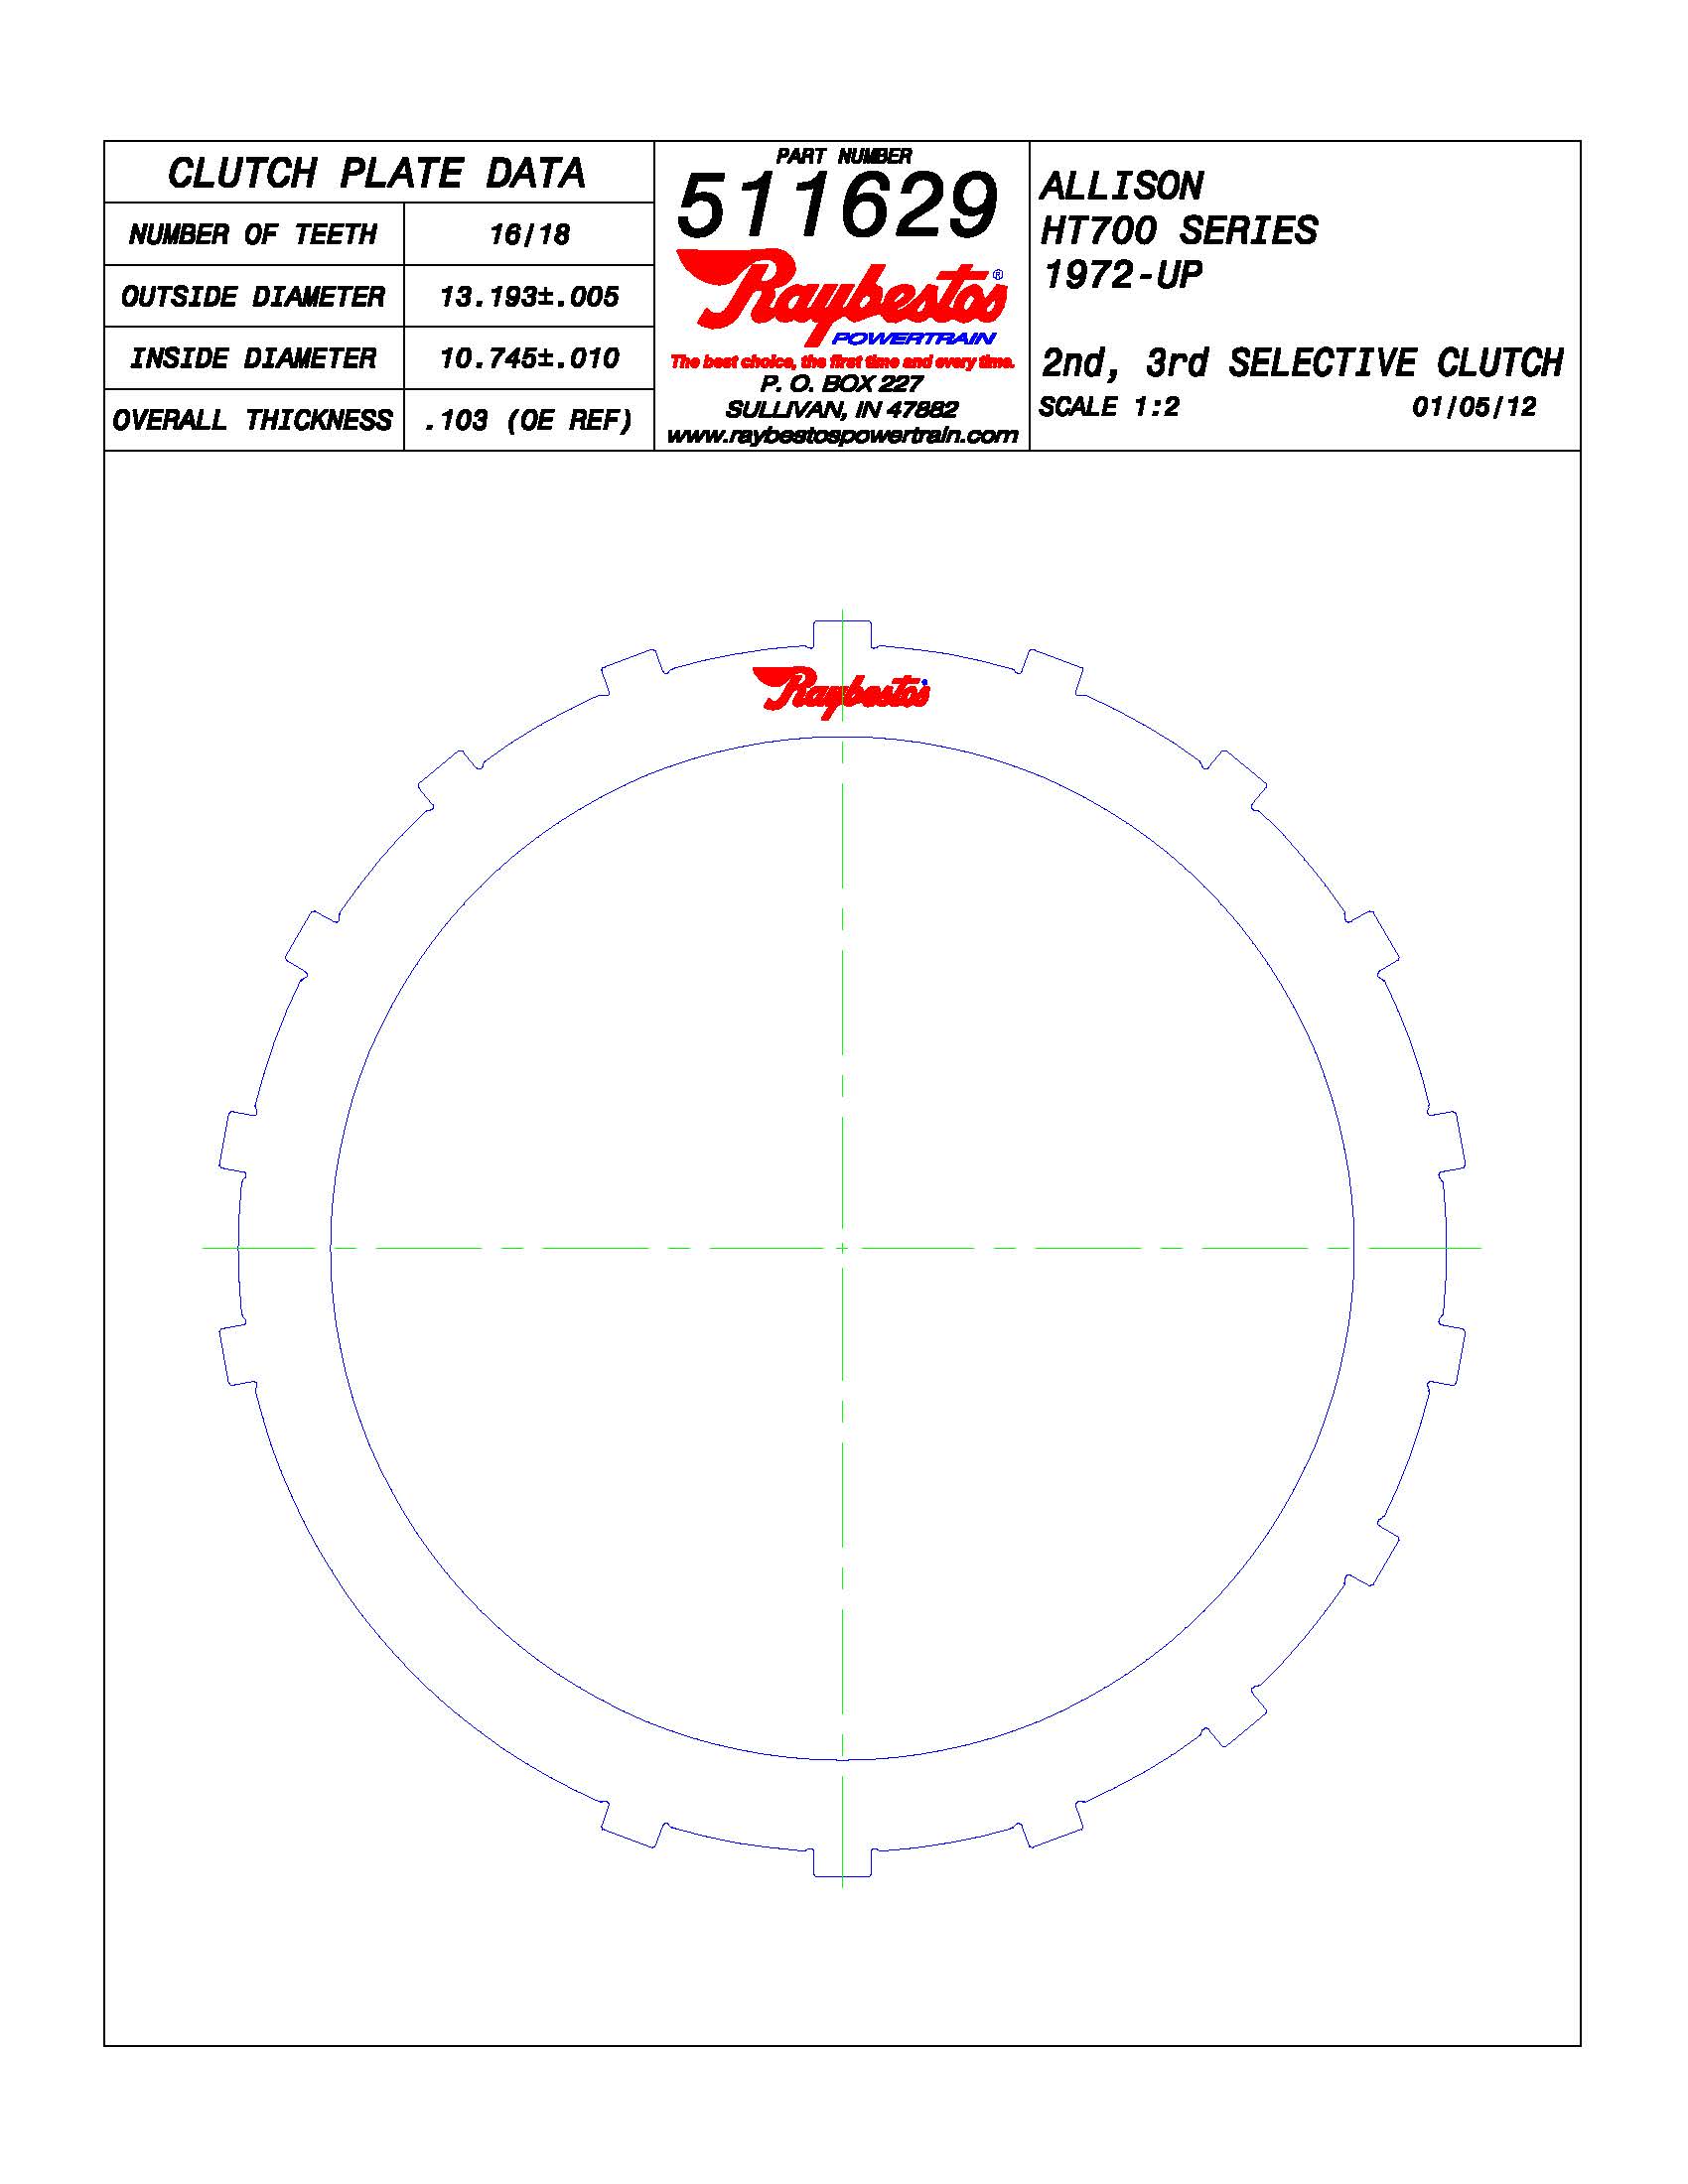 CLUTCH PLATE DATA
NUMBER OF TEETH 16/18
OUTSIDE DIAMETER 13.193±.005
INSIDE DIAMETER 10.745±.010
OVERALL THICKNESS .103 (OE REF)
PART NUMBER
511629
Raybestos®
POWERTRAIN
The best choice, the first time and every time.
P. O. BOX 227
SULLIVAN, IN 47882
www.raybestospowertrain.com
ALLISON
HT700 SERIES
1972-UP
2nd, 3rd SELECTIVE CLUTCH
SCALE 1:2 01/05/12
Raybestos